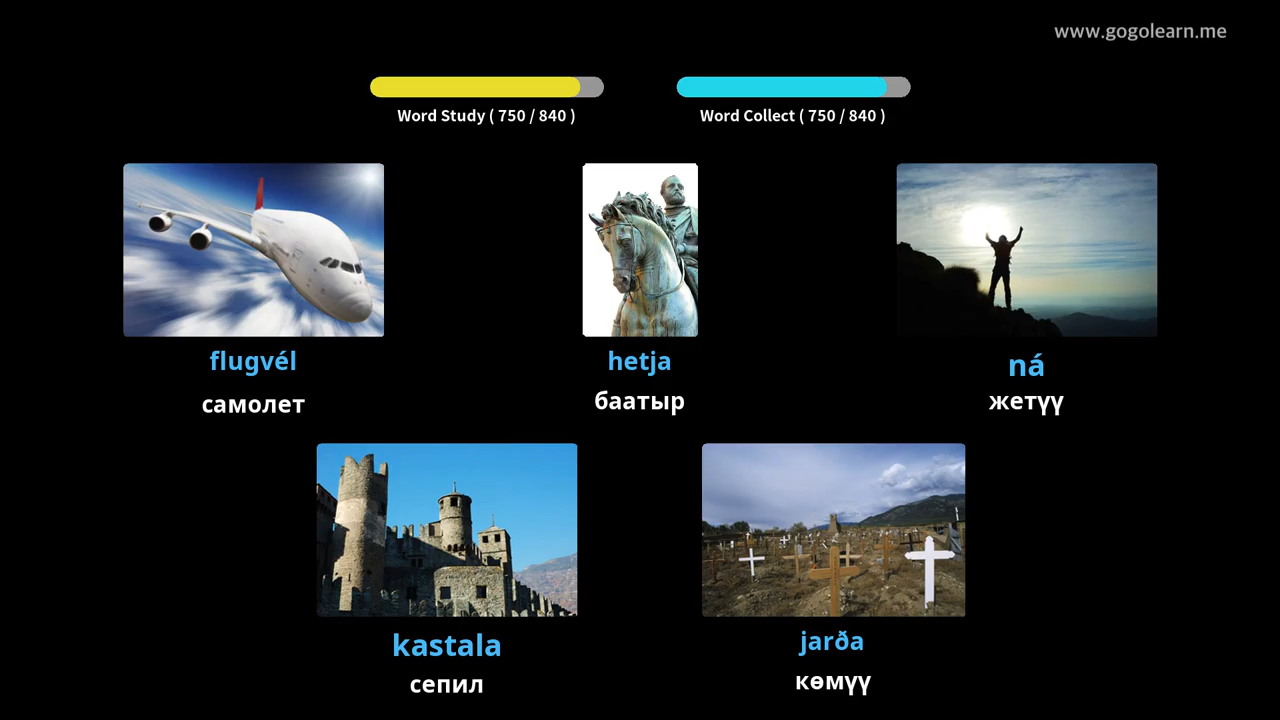 www.gogolearn.me
Word Study ( 750 / 840 )
Word Collect ( 750 / 840 )
flugvél
самолет
hetja
баатыр
ná
жетүү
kastala
сепил
jarða
көмүү